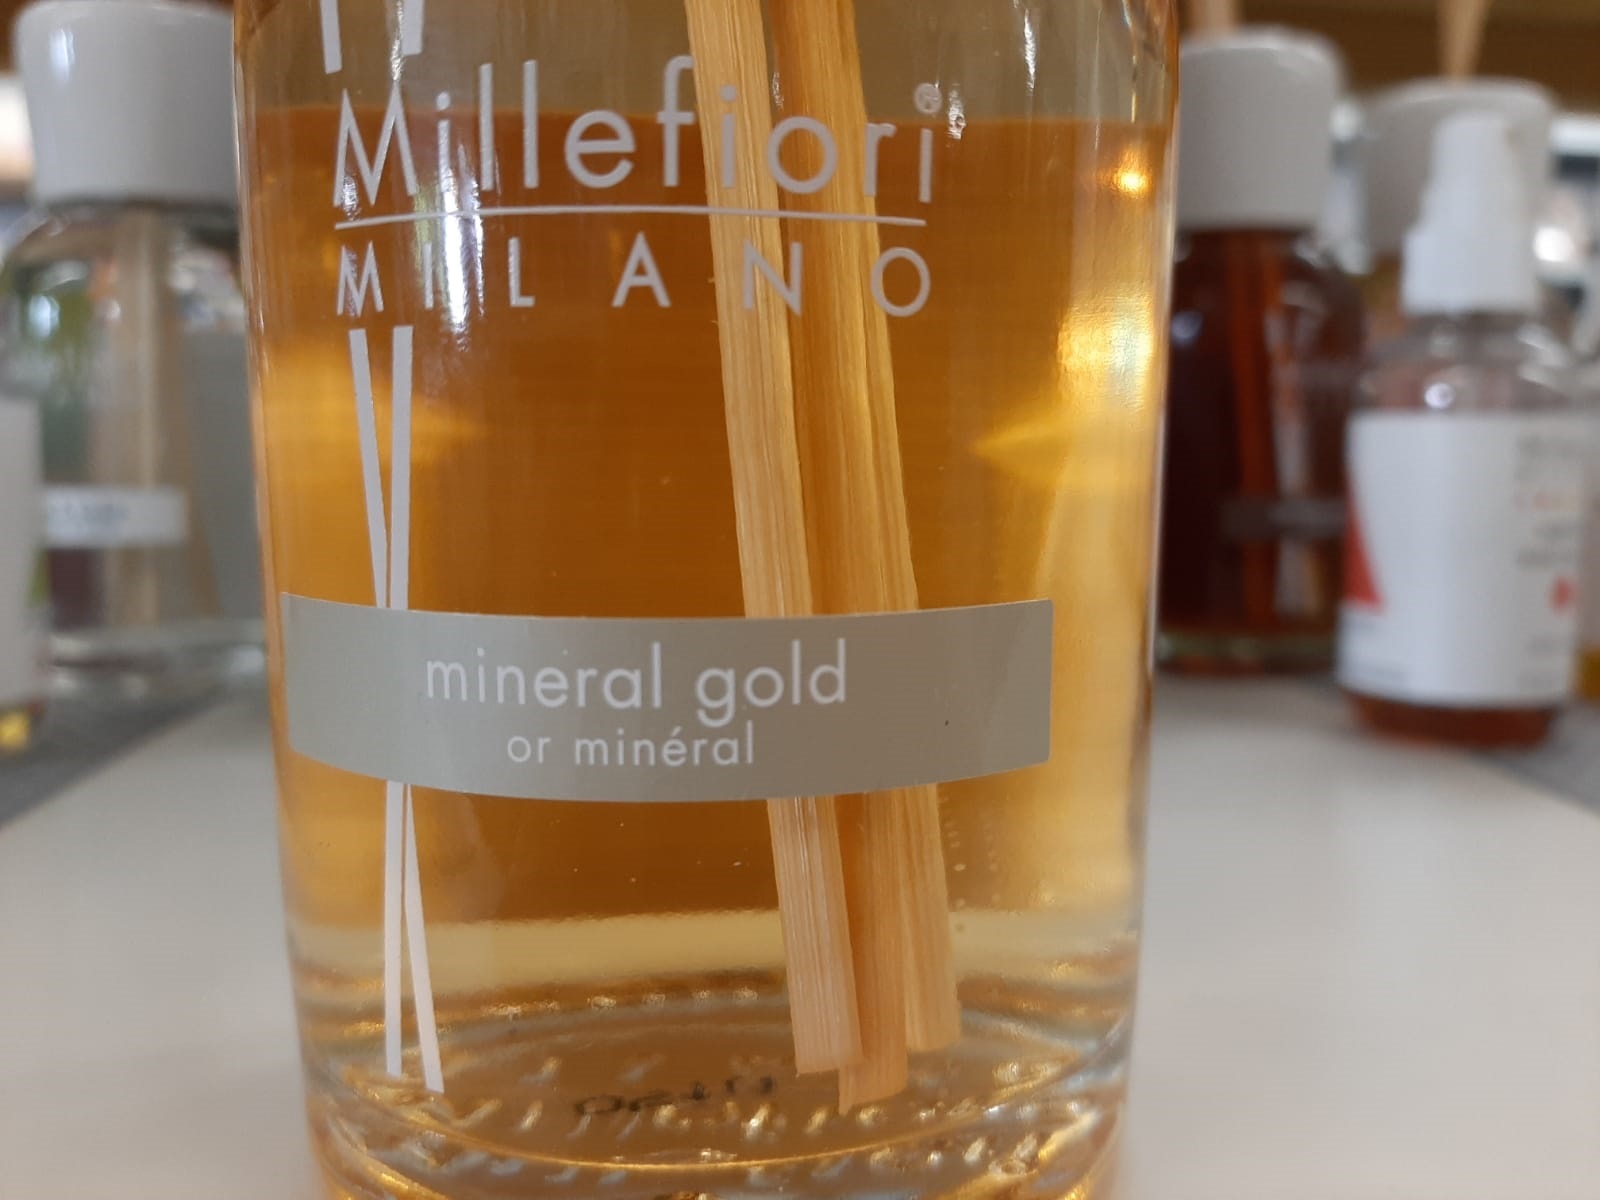 Millefiori®
MILANO
mineral gold
or minéral